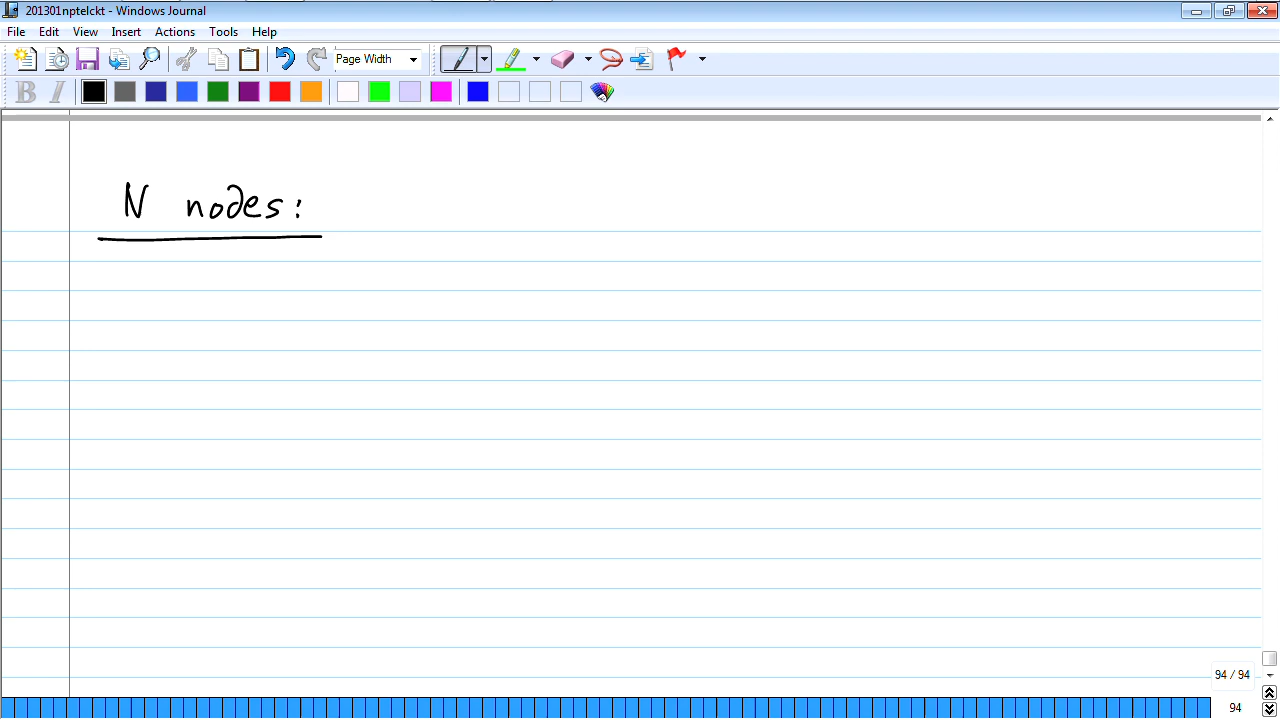 201301nptelckt - Windows Journal
File Edit View Insert Actions Tools Help
Page Width
B I
N nodes:
94 / 94
94